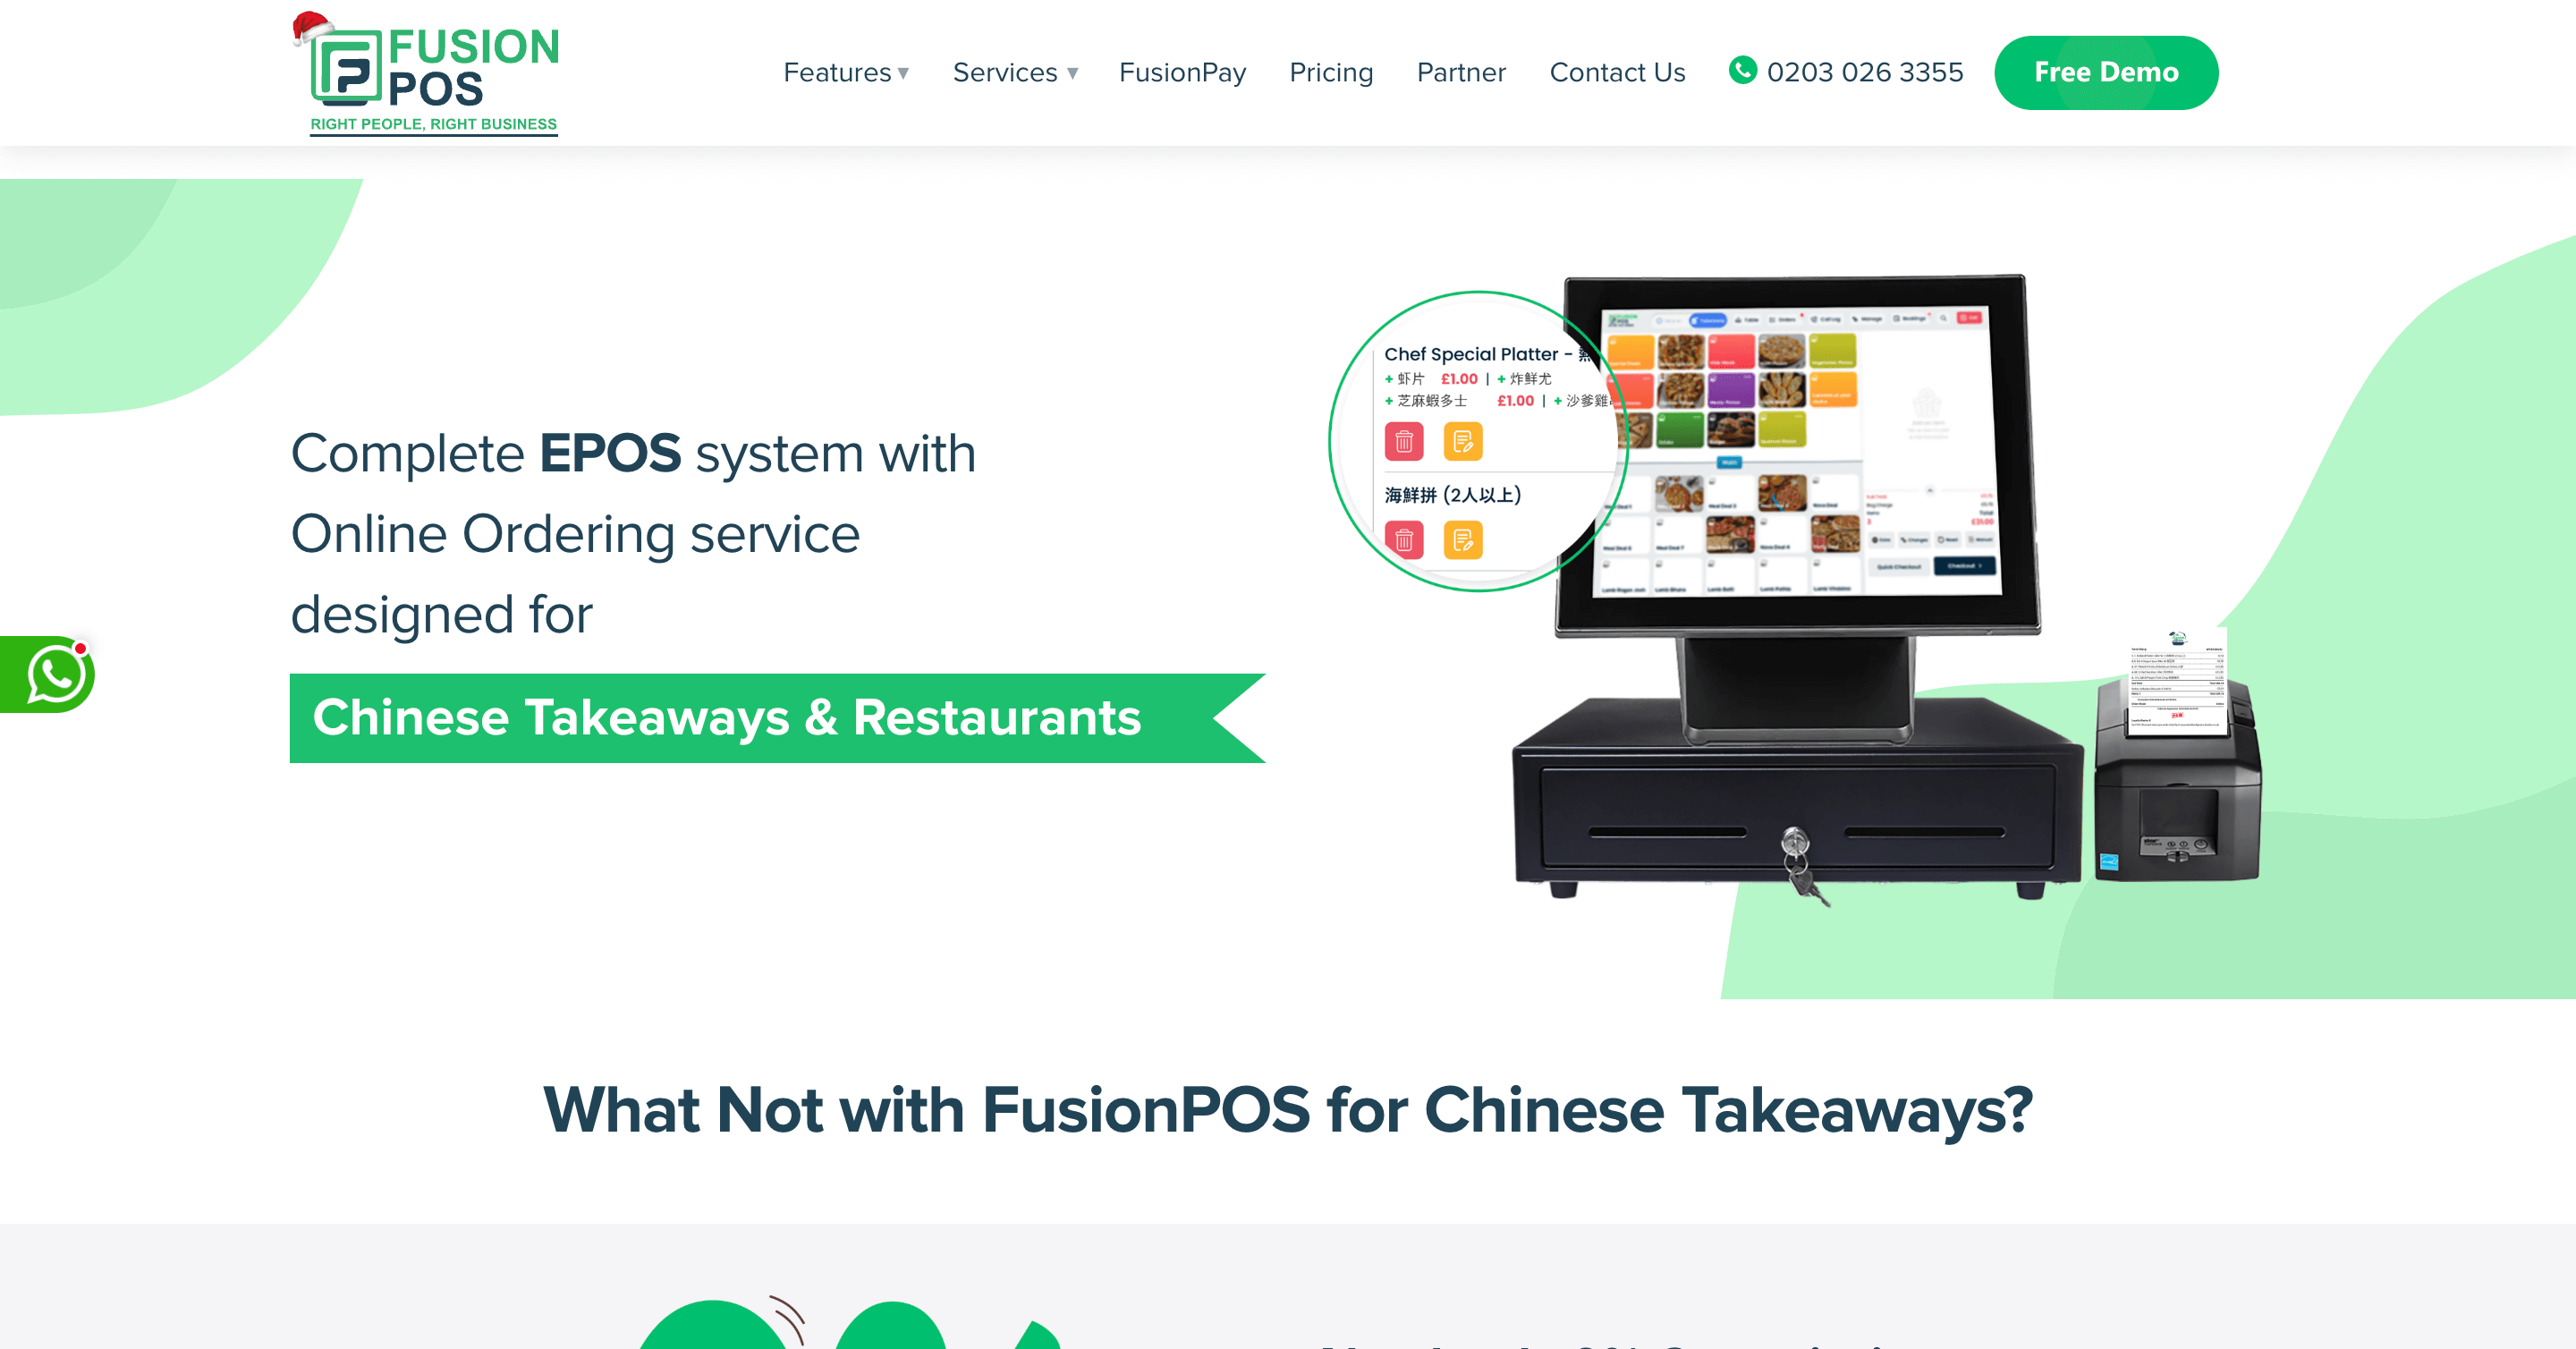 FUSION
POS
RIGHT PEOPLE, RIGHT BUSINESS
Features
Services
FusionPay
Pricing
Partner
Contact Us
0203 026 3355
Free Demo
Complete EPOS system with
Online Ordering service
designed for
Chinese Takeaways & Restaurants
Chef Special Platter -
+ 虾片 £1.00 | + 炸鲜尤
+ 芝麻蝦多士 £1.00 | + 沙爹雞
海鮮拼 (2人以上)
Quick Checkout
Checkout
What Not with FusionPOS for Chinese Takeaways?